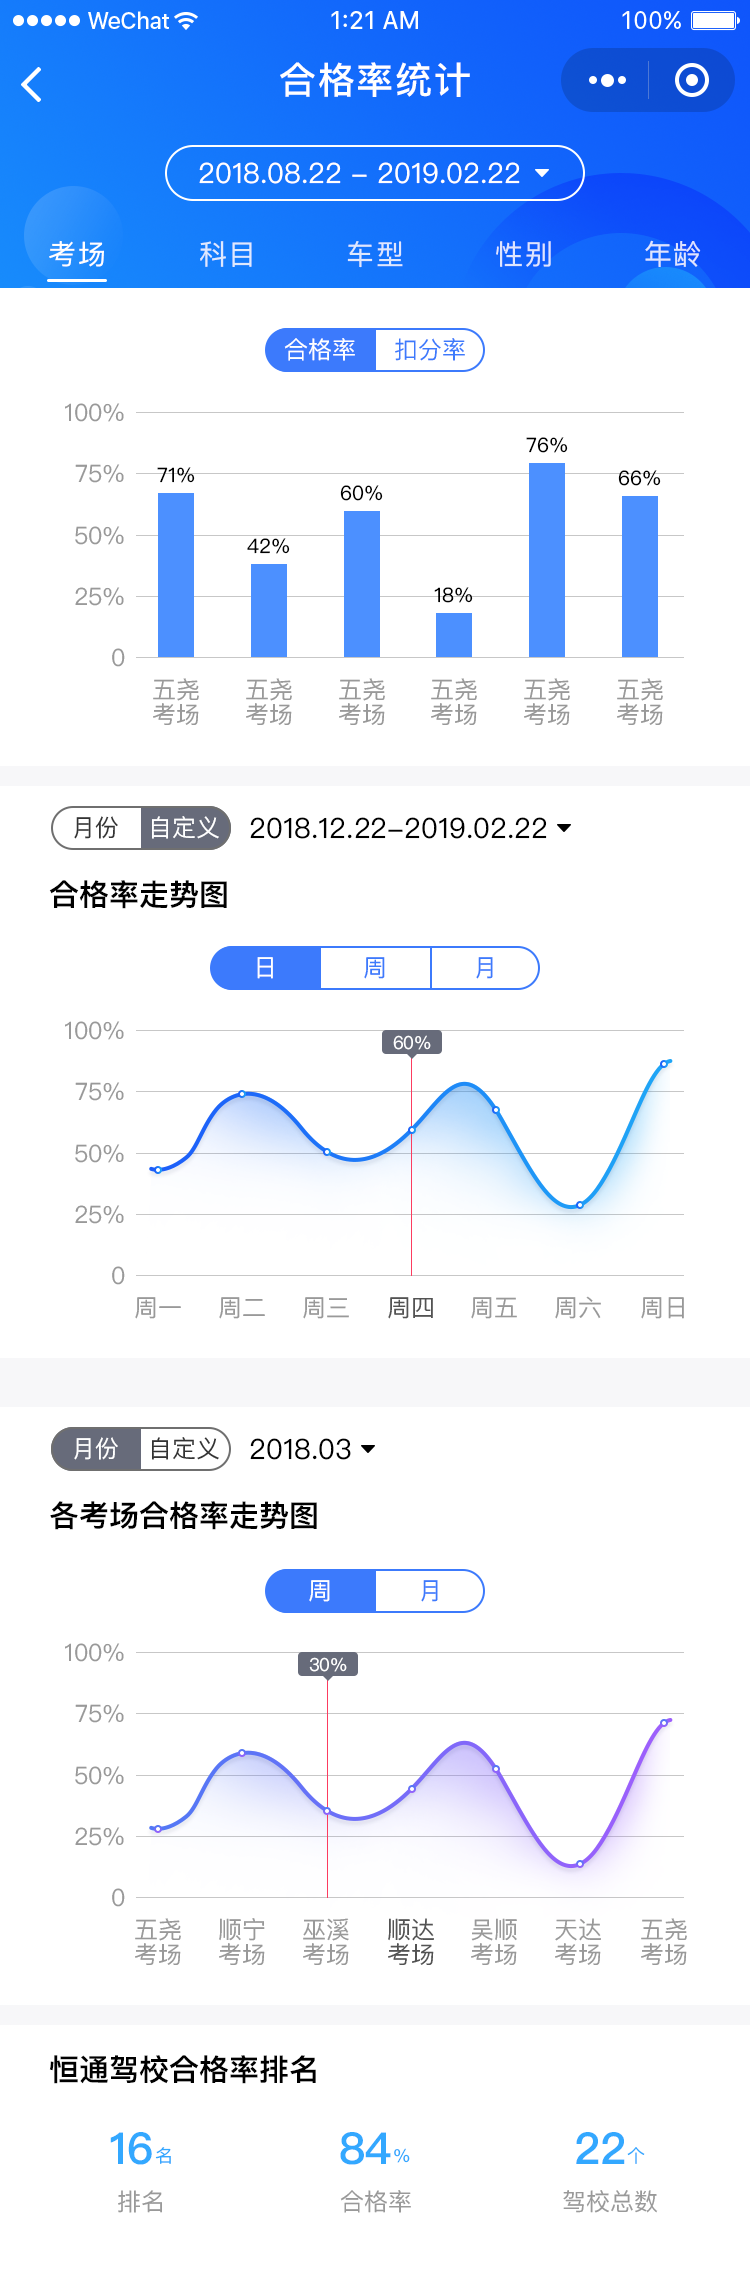 WeChat 1:21 AM 100%
合格率统计
2018.08.22 – 2019.02.22
考场 科目 车型 性别 年龄
合格率 扣分率
100%
76%
75% 71% 66%
60%
50% 42%
25% 18%
0
五尧 五尧 五尧 五尧 五尧 五尧
考场 考场 考场 考场 考场 考场
月份 自定义 2018.12.22–2019.02.22
合格率走势图
日 周 月
100%
60%
75%
50%
25%
0
周一 周二 周三 周四 周五 周六 周日
月份 自定义 2018.03
各考场合格率走势图
周 月
100%
30%
75%
50%
25%
0
五尧 顺宁 巫溪 顺达 吴顺 天达 五尧
考场 考场 考场 考场 考场 考场 考场
恒通驾校合格率排名
16名 84% 22个
排名 合格率 驾校总数